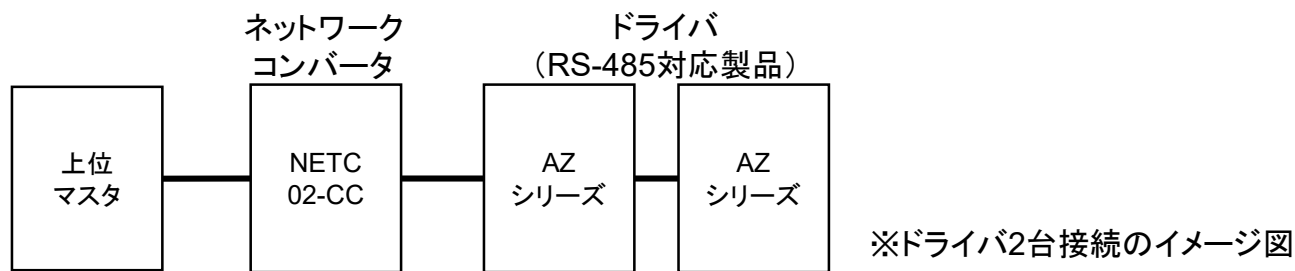 ネットワーク
コンバータ
ドライバ
（RS-485対応製品）
上位
マスタ
NETC
02-CC
AZ
シリーズ
AZ
シリーズ
※ドライバ2台接続のイメージ図